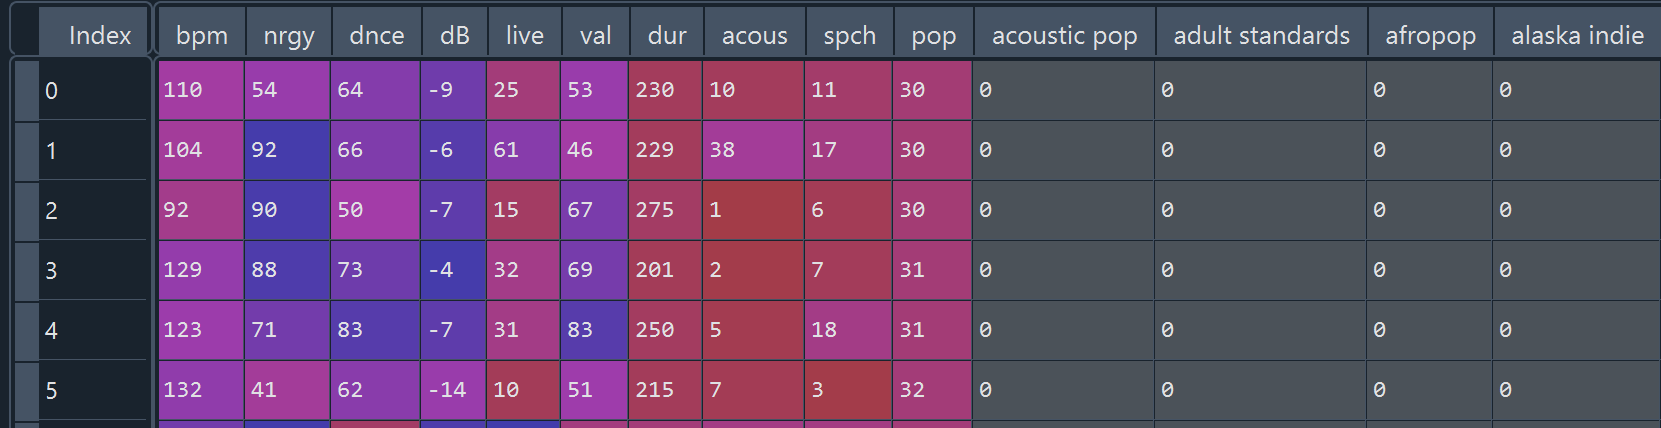 Index bpm nrgy dnce dB live val dur acous spch pop acoustic pop adult standards afropop alaska indie
0 110 54 64 -9 25 53 230 10 11 30 0 0 0 0
1 104 92 66 -6 61 46 229 38 17 30 0 0 0 0
2 92 90 50 -7 15 67 275 1 6 30 0 0 0 0
3 129 88 73 -4 32 69 201 2 7 31 0 0 0 0
4 123 71 83 -7 31 83 250 5 18 31 0 0 0 0
5 132 41 62 -14 10 51 215 7 3 32 0 0 0 0